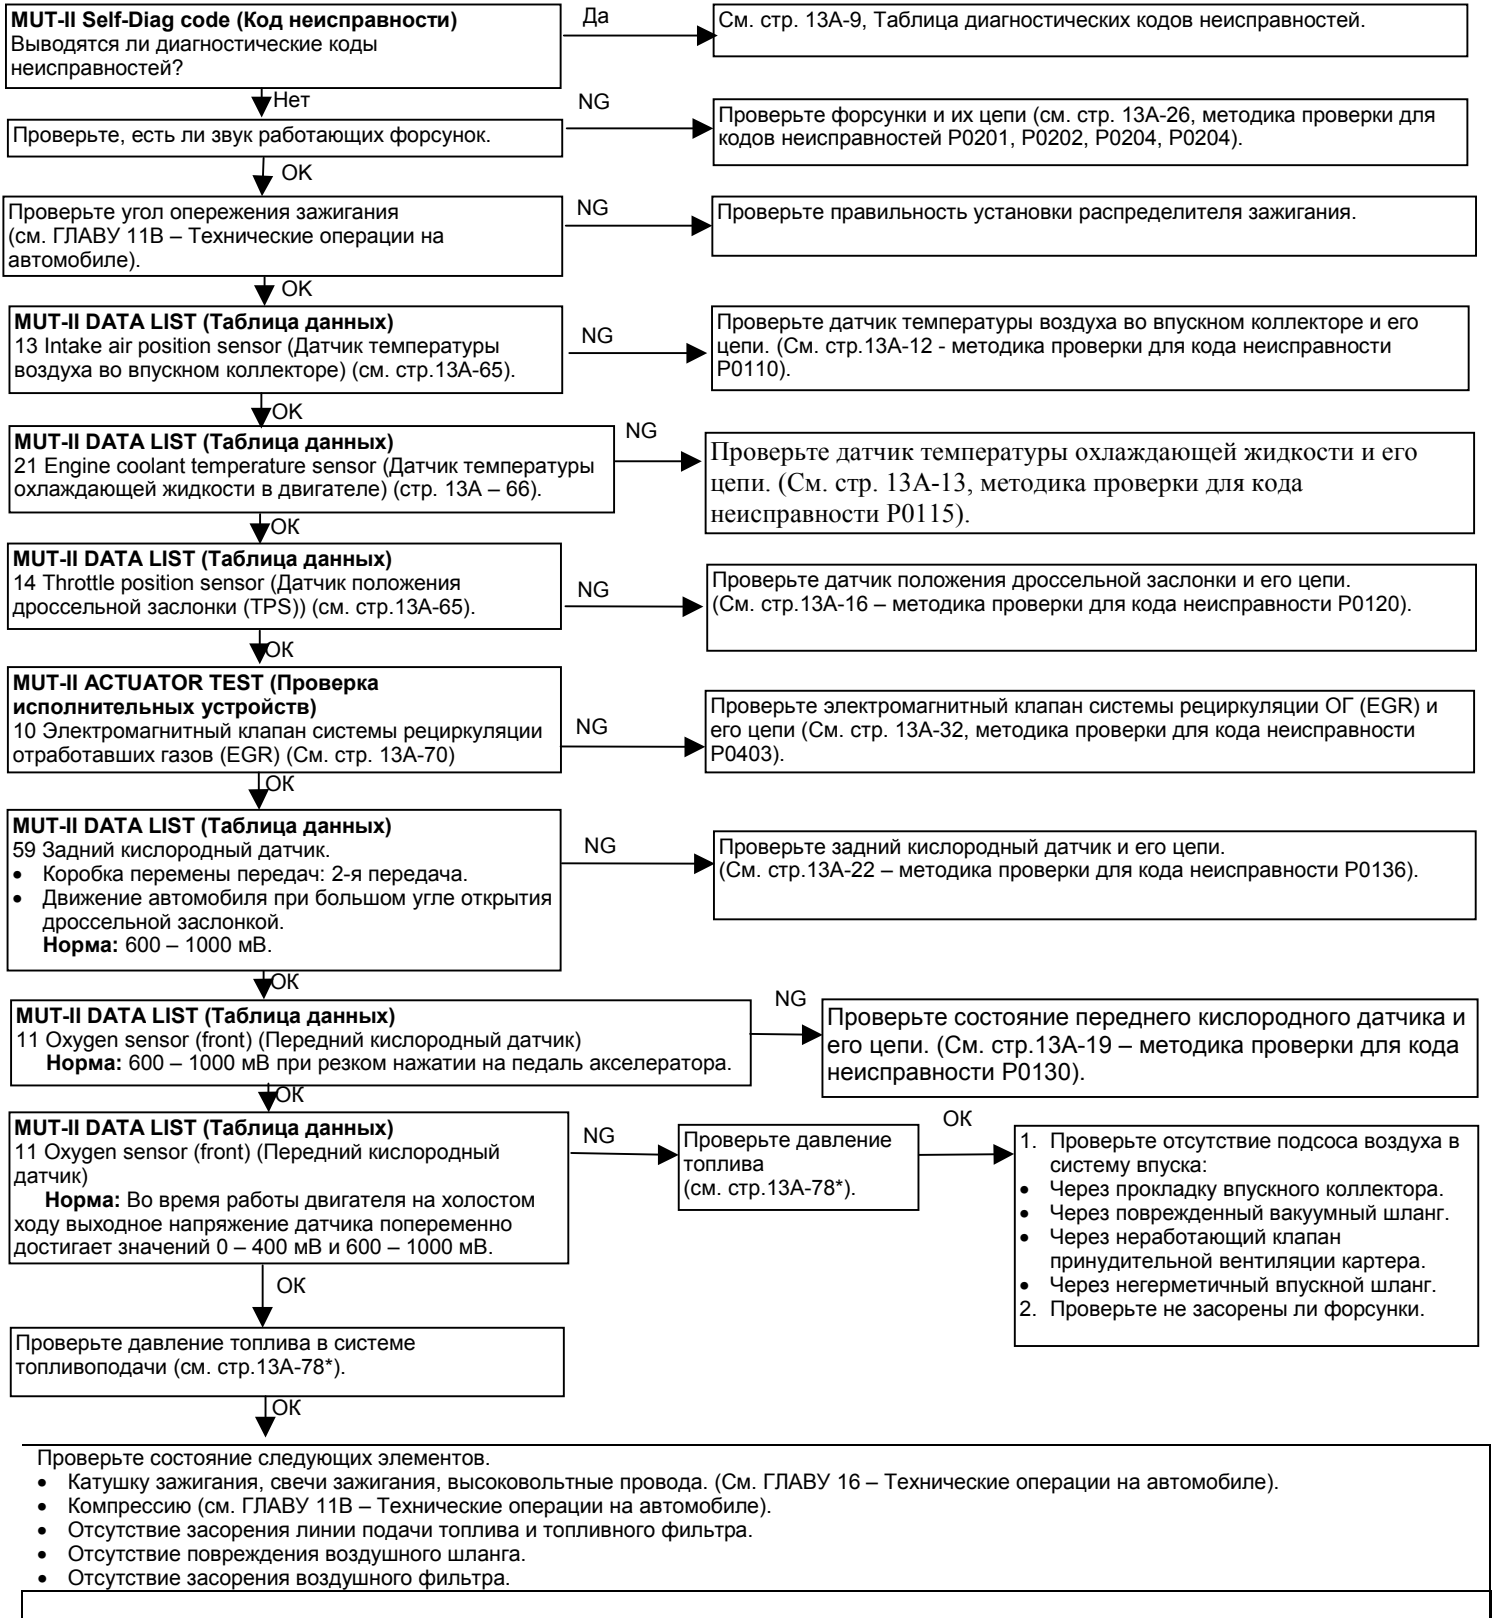 MUT-II Self-Diag code (Код неисправности)
Выводятся ли диагностические коды
неисправностей?
Да
См. стр. 13А-9, Таблица диагностических кодов неисправностей.
Нет
Проверьте, есть ли звук работающих форсунок.
NG
Проверьте форсунки и их цепи (см. стр. 13А-26, методика проверки для
кодов неисправностей P0201, P0202, P0204, P0204).
OK
Проверьте угол опережения зажигания
(см. ГЛАВУ 11В – Технические операции на
автомобиле).
NG
Проверьте правильность установки распределителя зажигания.
OK
MUT-II DATA LIST (Таблица данных)
13 Intake air position sensor (Датчик температуры
воздуха во впускном коллекторе) (см. стр.13А-65).
NG
Проверьте датчик температуры воздуха во впускном коллекторе и его
цепи. (См. стр.13А-12 - методика проверки для кода неисправности
P0110).
OK
MUT-II DATA LIST (Таблица данных)
21 Engine coolant temperature sensor (Датчик температуры
охлаждающей жидкости в двигателе) (стр. 13А – 66).
NG
Проверьте датчик температуры охлаждающей жидкости и его
цепи. (См. стр. 13А-13, методика проверки для кода
неисправности P0115).
OK
MUT-II DATA LIST (Таблица данных)
14 Throttle position sensor (Датчик положения
дроссельной заслонки (TPS)) (см. стр.13А-65).
NG
Проверьте датчик положения дроссельной заслонки и его цепи.
(См. стр.13А-16 – методика проверки для кода неисправности P0120).
OK
MUT-II ACTUATOR TEST (Проверка
исполнительных устройств)
10 Электромагнитный клапан системы рециркуляции
отработавших газов (EGR) (См. стр. 13А-70)
NG
Проверьте электромагнитный клапан системы рециркуляции ОГ (EGR) и
его цепи (См. стр. 13А-32, методика проверки для кода неисправности
P0403).
OK
MUT-II DATA LIST (Таблица данных)
59 Задний кислородный датчик.
• Коробка перемены передач: 2-я передача.
• Движение автомобиля при большом угле открытия
дроссельной заслонкой.
Норма: 600 – 1000 мВ.
NG
Проверьте задний кислородный датчик и его цепи.
(См. стр.13А-22 – методика проверки для кода неисправности P0136).
OK
MUT-II DATA LIST (Таблица данных)
11 Oxygen sensor (front) (Передний кислородный датчик)
Норма: 600 – 1000 мВ при резком нажатии на педаль акселератора.
NG
Проверьте состояние переднего кислородного датчика и
его цепи. (См. стр.13А-19 – методика проверки для кода
неисправности P0130).
OK
MUT-II DATA LIST (Таблица данных)
11 Oxygen sensor (front) (Передний кислородный
датчик)
Норма: Во время работы двигателя на холостом
ходу выходное напряжение датчика попеременно
достигает значений 0 – 400 мВ и 600 – 1000 мВ.
NG
Проверьте давление
топлива
(см. стр.13А-78*).
OK
1. Проверьте отсутствие подсоса воздуха в
систему впуска:
• Через прокладку впускного коллектора.
• Через поврежденный вакуумный шланг.
• Через неработающий клапан
принудительной вентиляции картера.
• Через негерметичный впускной шланг.
2. Проверьте не засорены ли форсунки.
OK
Проверьте давление топлива в системе
топливоподачи (см. стр.13А-78*).
OK
Проверьте состояние следующих элементов.
• Катушку зажигания, свечи зажигания, высоковольтные провода. (См. ГЛАВУ 16 – Технические операции на автомобиле).
• Компрессию (см. ГЛАВУ 11В – Технические операции на автомобиле).
• Отсутствие засорения линии подачи топлива и топливного фильтра.
• Отсутствие повреждения воздушного шланга.
• Отсутствие засорения воздушного фильтра.